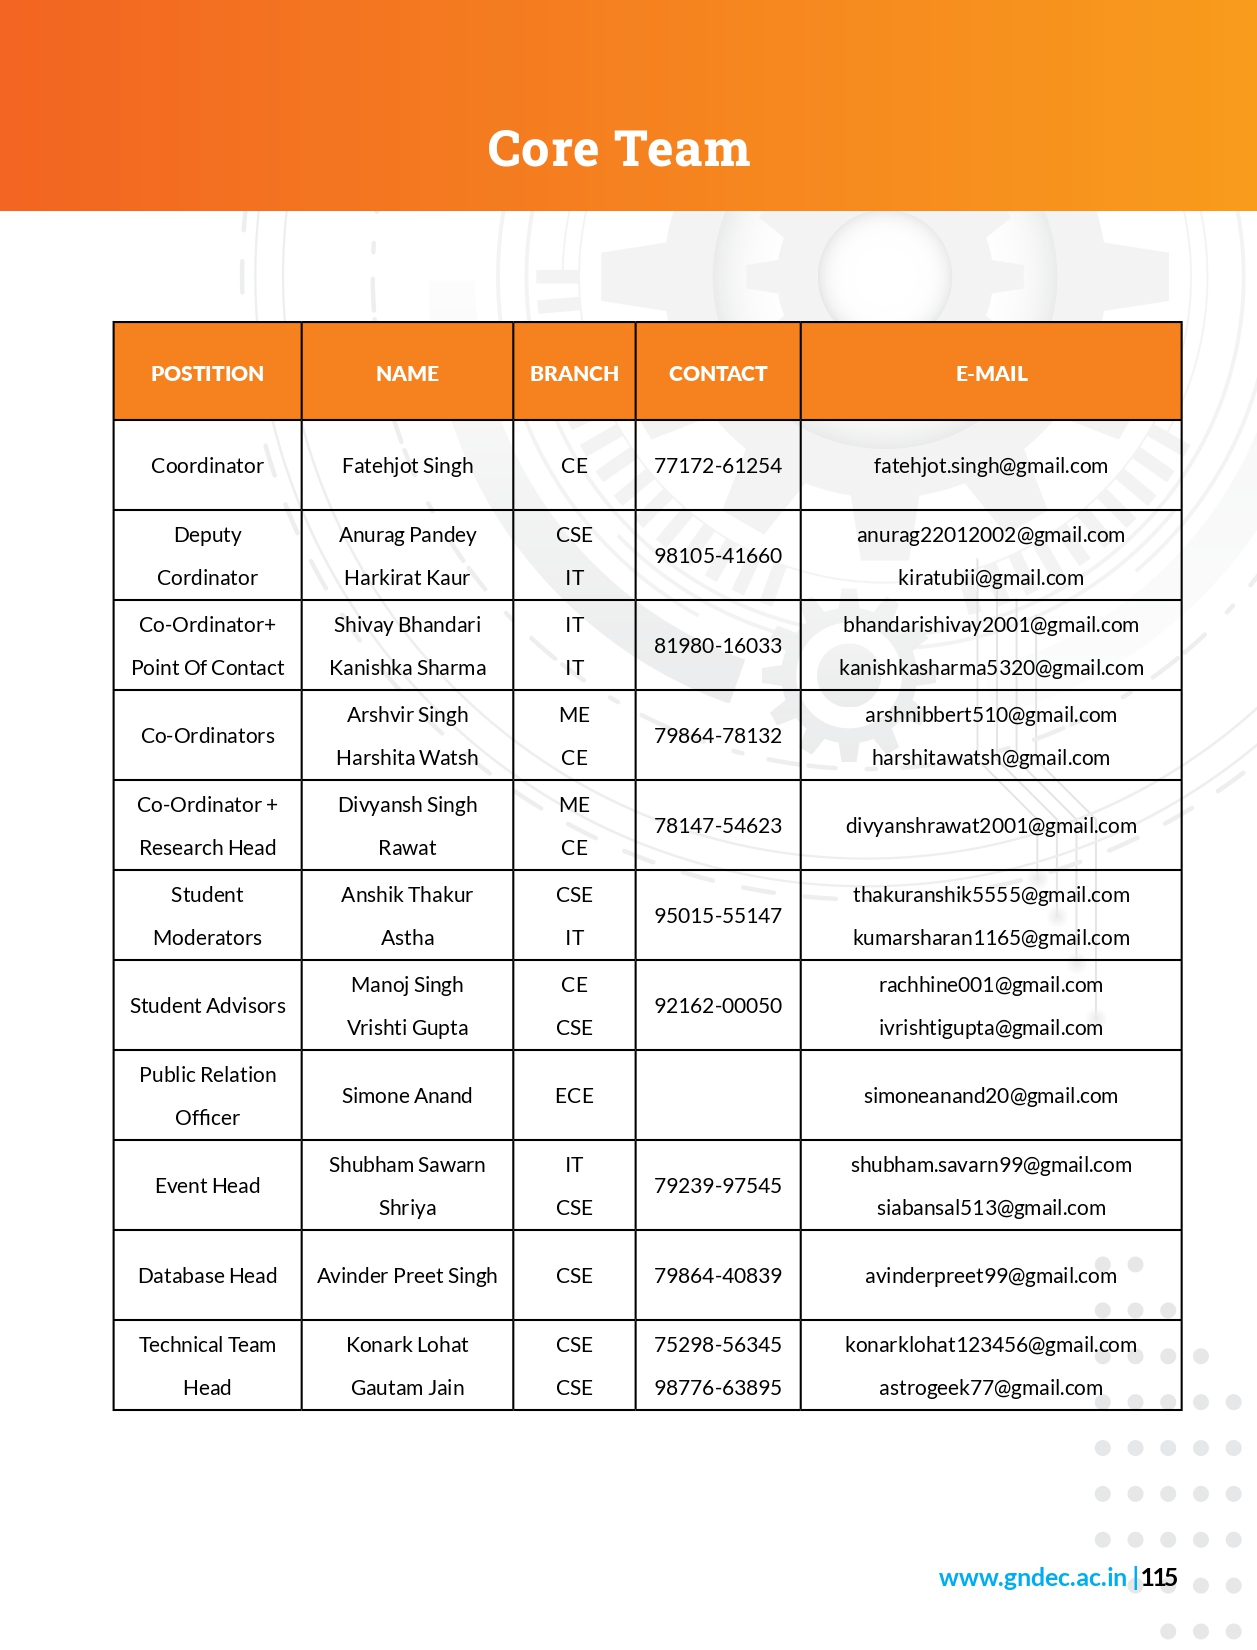 Core Team
POSTITION NAME BRANCH CONTACT E-MAIL
Coordinator Fatehjot Singh CE 77172-61254 fatehjot.singh@gmail.com
Deputy Anurag Pandey CSE anurag22012002@gmail.com
98105-41660
Cordinator Harkirat Kaur IT kiratubii@gmail.com
Co-Ordinator+ Shivay Bhandari IT bhandarishivay2001@gmail.com
81980-16033
Point Of Contact Kanishka Sharma IT kanishkasharma5320@gmail.com
Arshvir Singh ME arshnibbert510@gmail.com
Co-Ordinators 79864-78132
Harshita Watsh CE harshitawatsh@gmail.com
Co-Ordinator + Divyansh Singh ME
78147-54623 divyanshrawat2001@gmail.com
Research Head Rawat CE
Student Anshik Thakur CSE thakuranshik5555@gmail.com
95015-55147
Moderators Astha IT kumarsharan1165@gmail.com
Manoj Singh CE rachhine001@gmail.com
Student Advisors 92162-00050
Vrishti Gupta CSE ivrishtigupta@gmail.com
Public Relation
Simone Anand ECE simoneanand20@gmail.com
Officer
Shubham Sawarn IT shubham.savarn99@gmail.com
Event Head 79239-97545
Shriya CSE siabansal513@gmail.com
Database Head Avinder Preet Singh CSE 79864-40839 avinderpreet99@gmail.com
Technical Team Konark Lohat CSE 75298-56345 konarklohat123456@gmail.com
Head Gautam Jain CSE 98776-63895 astrogeek77@gmail.com
www.gndec.ac.in |115